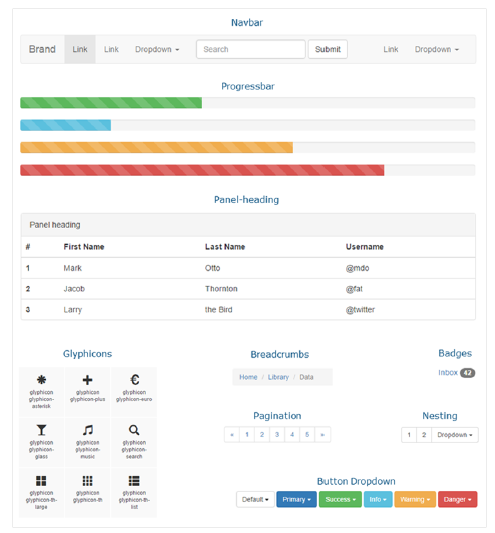 Navbar
Brand Link Link Dropdown Search Submit Link Dropdown
Progressbar
Panel-heading
Panel heading
# First Name Last Name Username
1 Mark Otto @mdo
2 Jacob Thornton @fat
3 Larry the Bird @twitter
Glyphicons
glyphicon
glyphicon-
asterisk
glyphicon
glyphicon-plus
glyphicon
glyphicon-euro
glyphicon
glyphicon-
glass
glyphicon
glyphicon-
music
glyphicon
glyphicon-
search
glyphicon
glyphicon-th-
large
glyphicon
glyphicon-th
glyphicon
glyphicon-th-
list
Breadcrumbs
Home / Library / Data
Badges
Inbox 42
Pagination
« 1 2 3 4 5 »
Nesting
1 2 Dropdown
Button Dropdown
Default Primary Success Info Warning Danger